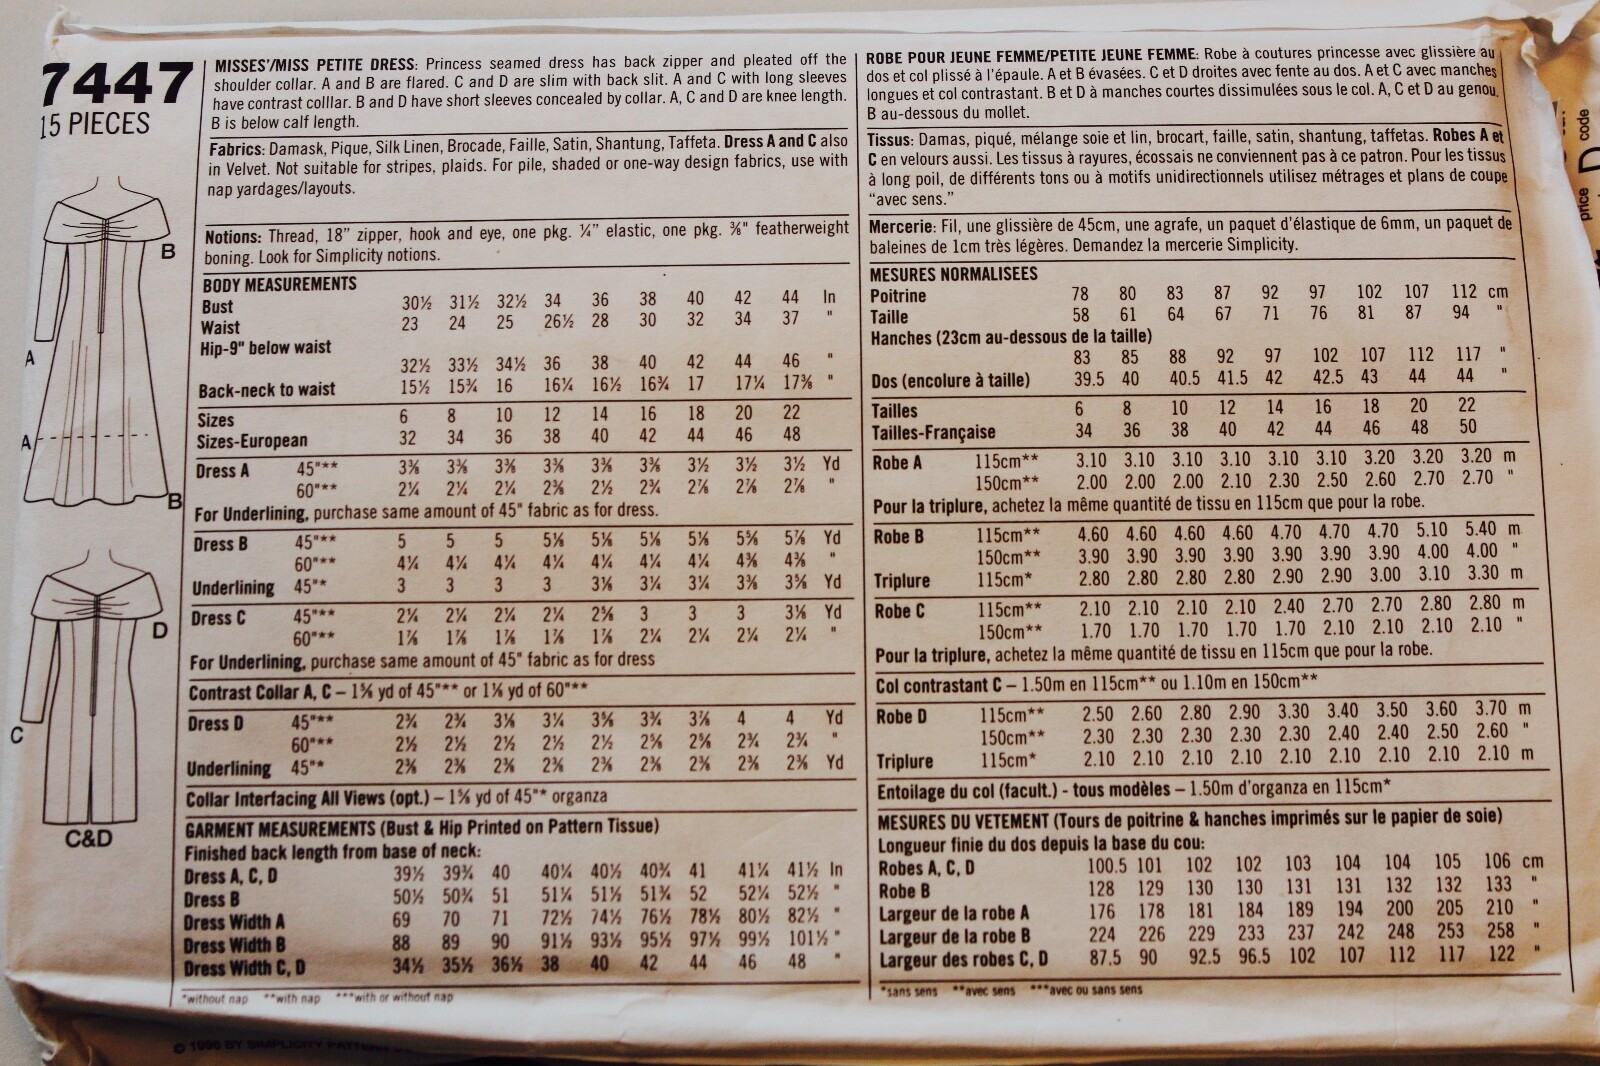 7447
15 PIECES
MISSES'/MISS PETITE DRESS: Princess seamed dress has back zipper and pleated off the
shoulder collar. A and B are flared. C and D are slim with back slit. A and C with long sleeves
have contrast colllar. B and D have short sleeves concealed by collar. A, C and D are knee length.
B is below calf length.
Fabrics: Damask, Pique, Silk Linen, Brocade, Faille, Satin, Shantung, Taffeta. Dress A and C also
in Velvet. Not suitable for stripes, plaids. For pile, shaded or one-way design fabrics, use with
nap yardages/layouts.
Notions: Thread, 18" zipper, hook and eye, one pkg. ¼" elastic, one pkg. ⅜" featherweight
boning. Look for Simplicity notions.
BODY MEASUREMENTS
Bust 30½ 31½ 32½ 34 36 38 40 42 44 In
Waist 23 24 25 26½ 28 30 32 34 37 "
Hip-9" below waist
32½ 33½ 34½ 36 38 40 42 44 46 "
Back-neck to waist 15½ 15¾ 16 16¼ 16½ 16¾ 17 17¼ 17⅜ "
Sizes 6 8 10 12 14 16 18 20 22
Sizes-European 32 34 36 38 40 42 44 46 48
Dress A 45"** 3⅜ 3⅜ 3⅜ 3⅜ 3⅜ 3⅜ 3½ 3½ 3½ Yd
60"** 2¼ 2¼ 2¼ 2⅜ 2½ 2¾ 2⅞ 2⅞ 2⅞ "
For Underlining, purchase same amount of 45" fabric as for dress.
Dress B 45"** 5 5 5 5⅛ 5⅛ 5⅛ 5⅛ 5⅝ 5⅞ Yd
60"** 4¼ 4¼ 4¼ 4¼ 4¼ 4¼ 4¼ 4⅜ 4⅜ "
Underlining 45"* 3 3 3 3 3⅛ 3¼ 3¼ 3⅜ 3⅝ Yd
Dress C 45"** 2¼ 2¼ 2¼ 2¼ 2⅝ 3 3 3 3⅛ Yd
60"** 1⅞ 1⅞ 1⅞ 1⅞ 1⅞ 2¼ 2¼ 2¼ 2¼ "
For Underlining, purchase same amount of 45" fabric as for dress
Contrast Collar A, C – 1⅝ yd of 45"** or 1⅛ yd of 60"**
Dress D 45"** 2¾ 2¾ 3⅛ 3¼ 3⅝ 3¾ 3⅞ 4 4 Yd
60"** 2½ 2½ 2½ 2½ 2½ 2⅝ 2⅝ 2¾ 2¾ "
Underlining 45"* 2⅜ 2⅜ 2⅜ 2⅜ 2⅜ 2⅜ 2⅜ 2⅜ 2⅜ Yd
Collar Interfacing All Views (opt.) – 1⅝ yd of 45"* organza
GARMENT MEASUREMENTS (Bust & Hip Printed on Pattern Tissue)
Finished back length from base of neck:
Dress A, C, D 39½ 39¾ 40 40¼ 40½ 40¾ 41 41¼ 41½ In
Dress B 50½ 50¾ 51 51¼ 51½ 51¾ 52 52¼ 52½ "
Dress Width A 69 70 71 72½ 74½ 76½ 78½ 80½ 82½ "
Dress Width B 88 89 90 91½ 93½ 95½ 97½ 99½ 101½ "
Dress Width C, D 34½ 35½ 36½ 38 40 42 44 46 48 "
*without nap **with nap ***with or without nap
ROBE POUR JEUNE FEMME/PETITE JEUNE FEMME: Robe à coutures princesse avec glissière au
dos et col plissé à l'épaule. A et B évasées. C et D droites avec fente au dos. A et C avec manches
longues et col contrastant. B et D à manches courtes dissimulées sous le col. A, C et D au genou.
B au-dessous du mollet.
Tissus: Damas, piqué, mélange soie et lin, brocart, faille, satin, shantung, taffetas. Robes A et
C en velours aussi. Les tissus à rayures, écossais ne conviennent pas à ce patron. Pour les tissus
à long poil, de différents tons ou à motifs unidirectionnels utilisez métrages et plans de coupe
"avec sens."
Mercerie: Fil, une glissière de 45cm, une agrafe, un paquet d'élastique de 6mm, un paquet de
baleines de 1cm très légères. Demandez la mercerie Simplicity.
MESURES NORMALISEES
Poitrine 78 80 83 87 92 97 102 107 112 cm
Taille 58 61 64 67 71 76 81 87 94 "
Hanches (23cm au-dessous de la taille)
83 85 88 92 97 102 107 112 117 "
Dos (encolure à taille) 39.5 40 40.5 41.5 42 42.5 43 44 44 "
Tailles 6 8 10 12 14 16 18 20 22
Tailles-Française 34 36 38 40 42 44 46 48 50
Robe A 115cm** 3.10 3.10 3.10 3.10 3.10 3.10 3.20 3.20 3.20 m
150cm** 2.00 2.00 2.00 2.10 2.30 2.50 2.60 2.70 2.70 "
Pour la triplure, achetez la même quantité de tissu en 115cm que pour la robe.
Robe B 115cm** 4.60 4.60 4.60 4.60 4.70 4.70 4.70 5.10 5.40 m
150cm** 3.90 3.90 3.90 3.90 3.90 3.90 3.90 4.00 4.00 "
Triplure 115cm* 2.80 2.80 2.80 2.80 2.90 2.90 3.00 3.10 3.30 m
Robe C 115cm** 2.10 2.10 2.10 2.10 2.40 2.70 2.70 2.80 2.80 m
150cm** 1.70 1.70 1.70 1.70 1.70 2.10 2.10 2.10 2.10 "
Pour la triplure, achetez la même quantité de tissu en 115cm que pour la robe.
Col contrastant C – 1.50m en 115cm** ou 1.10m en 150cm**
Robe D 115cm** 2.50 2.60 2.80 2.90 3.30 3.40 3.50 3.60 3.70 m
150cm** 2.30 2.30 2.30 2.30 2.30 2.40 2.40 2.50 2.60 "
Triplure 115cm* 2.10 2.10 2.10 2.10 2.10 2.10 2.10 2.10 2.10 m
Entoilage du col (facult.) - tous modèles – 1.50m d'organza en 115cm*
MESURES DU VETEMENT (Tours de poitrine & hanches imprimés sur le papier de soie)
Longueur finie du dos depuis la base du cou:
Robes A, C, D 100.5 101 102 102 103 104 104 105 106 cm
Robe B 128 129 130 130 131 131 132 132 133 "
Largeur de la robe A 176 178 181 184 189 194 200 205 210 "
Largeur de la robe B 224 226 229 233 237 242 248 253 258 "
Largeur des robes C, D 87.5 90 92.5 96.5 102 107 112 117 122 "
*sans sens **avec sens ***avec ou sans sens
B
A
A
B
D
C
C&D
price code
D